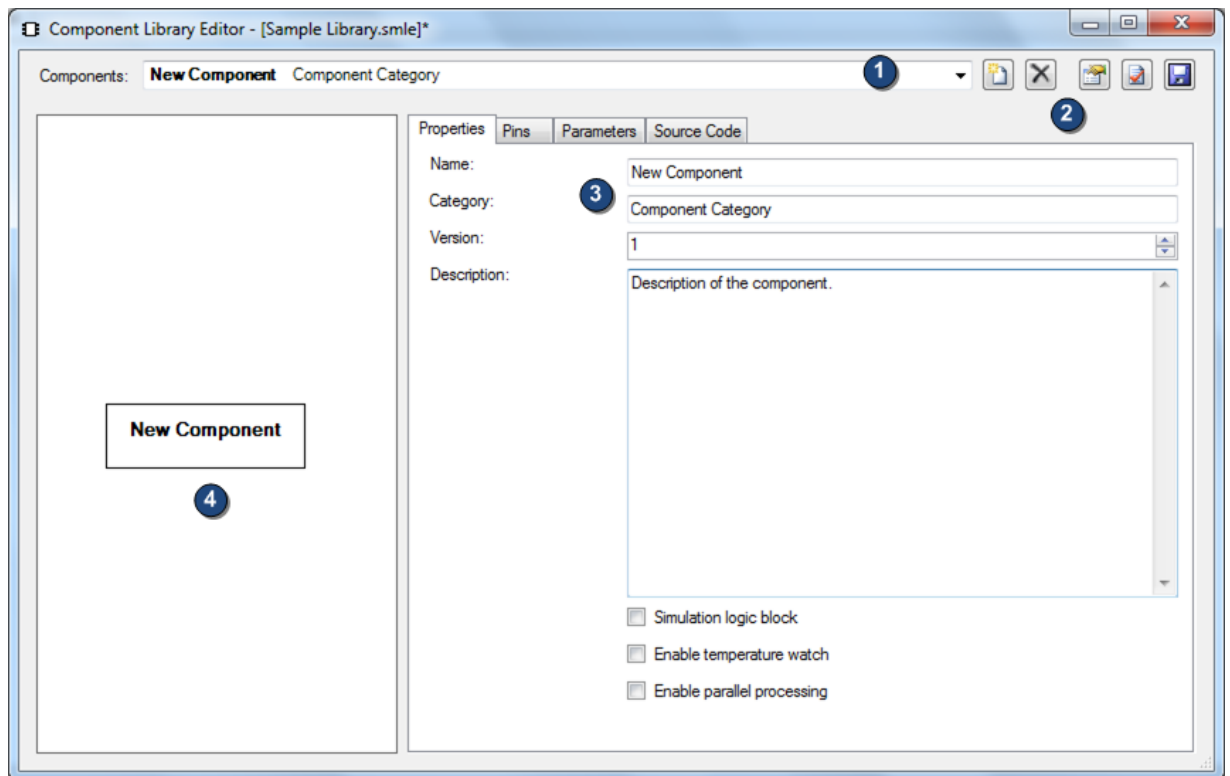 Component Library Editor - [Sample Library.smle]*
Components: New Component Component Category
1
2
Properties Pins Parameters Source Code
Name: New Component
3
Category: Component Category
Version: 1
Description: Description of the component.
New Component
4
Simulation logic block
Enable temperature watch
Enable parallel processing